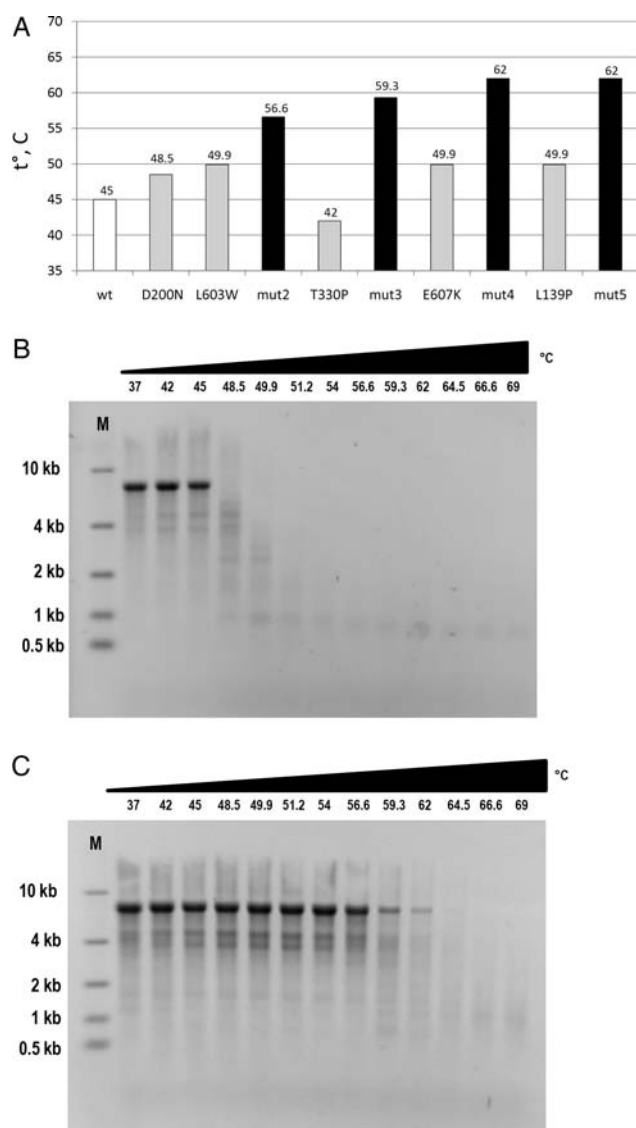 A
t°, C
70
65
60
55
50
45
40
35
45
48.5
49.9
56.6
42
59.3
49.9
62
49.9
62
wt D200N L603W mut2 T330P mut3 E607K mut4 L139P mut5
B
°C
37 42 45 48.5 49.9 51.2 54 56.6 59.3 62 64.5 66.6 69
M
10 kb
4 kb
2 kb
1 kb
0.5 kb
C
°C
37 42 45 48.5 49.9 51.2 54 56.6 59.3 62 64.5 66.6 69
M
10 kb
4 kb
2 kb
1 kb
0.5 kb